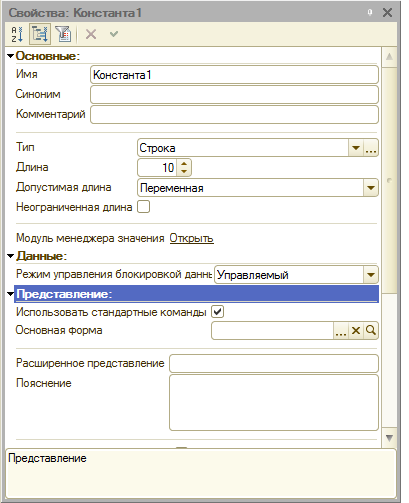 Свойства: Константа1
Основные:
Имя Константа1
Синоним
Комментарий
Тип Строка
Длина 10
Допустимая длина Переменная
Неограниченная длина
Модуль менеджера значения Открыть
Данные:
Режим управления блокировкой данны Управляемый
Представление:
Использовать стандартные команды
Основная форма
Расширенное представление
Пояснение
Представление